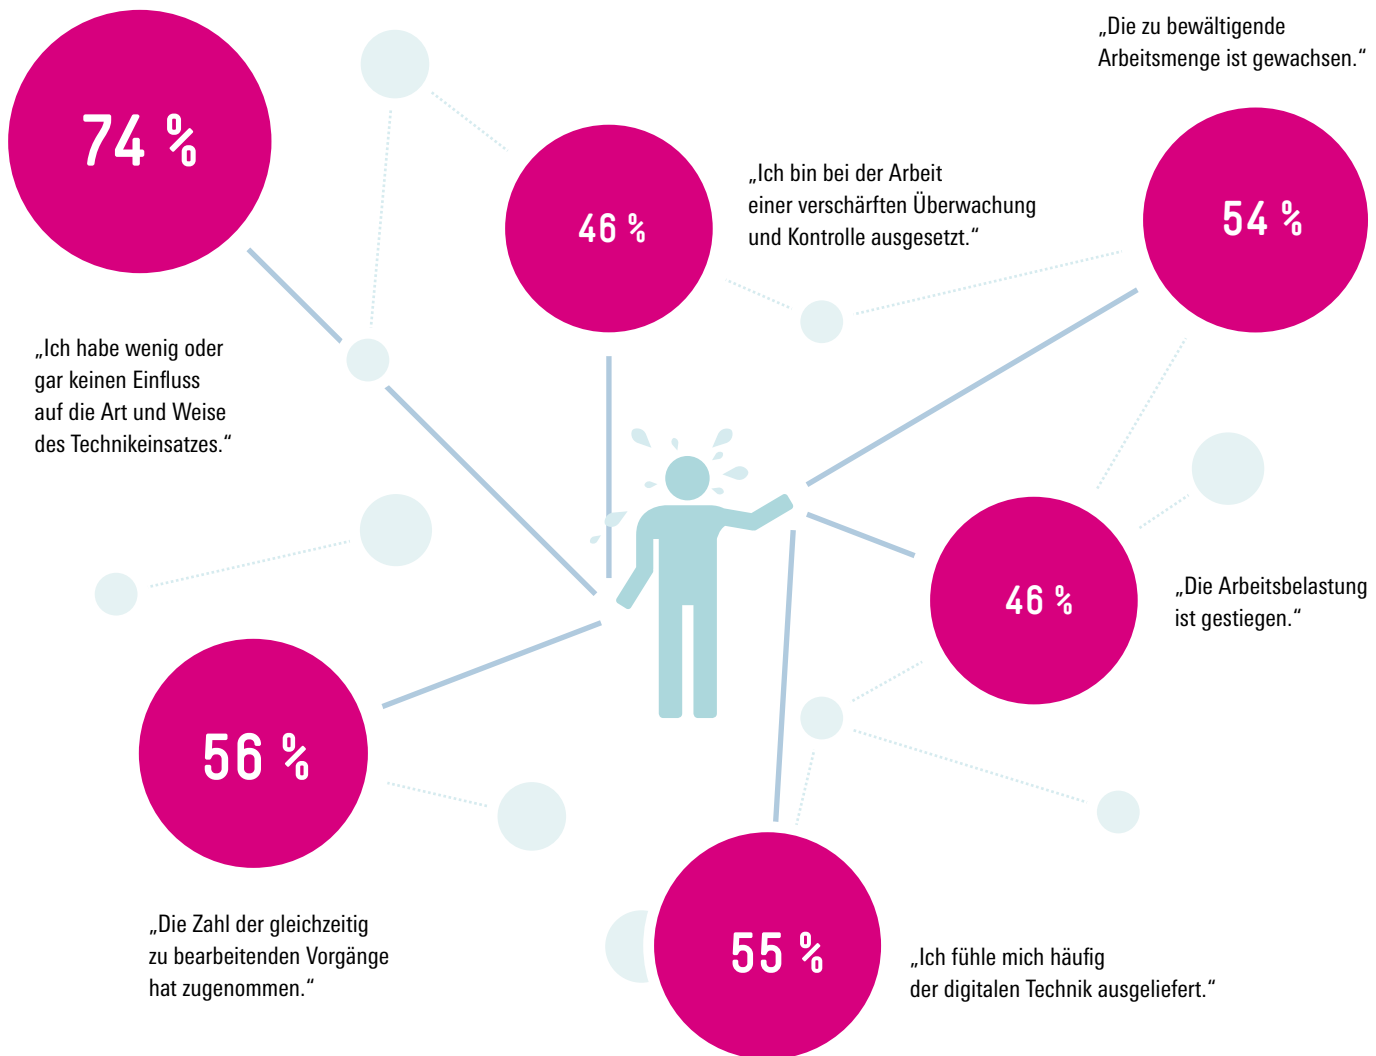 74 %
„Ich habe wenig oder
gar keinen Einfluss
auf die Art und Weise
des Technikeinsatzes.“
46 %
„Ich bin bei der Arbeit
einer verschärften Überwachung
und Kontrolle ausgesetzt.“
„Die zu bewältigende
Arbeitsmenge ist gewachsen.“
54 %
46 %
„Die Arbeitsbelastung
ist gestiegen.“
56 %
„Die Zahl der gleichzeitig
zu bearbeitenden Vorgänge
hat zugenommen.“
55 %
„Ich fühle mich häufig
der digitalen Technik ausgeliefert.“